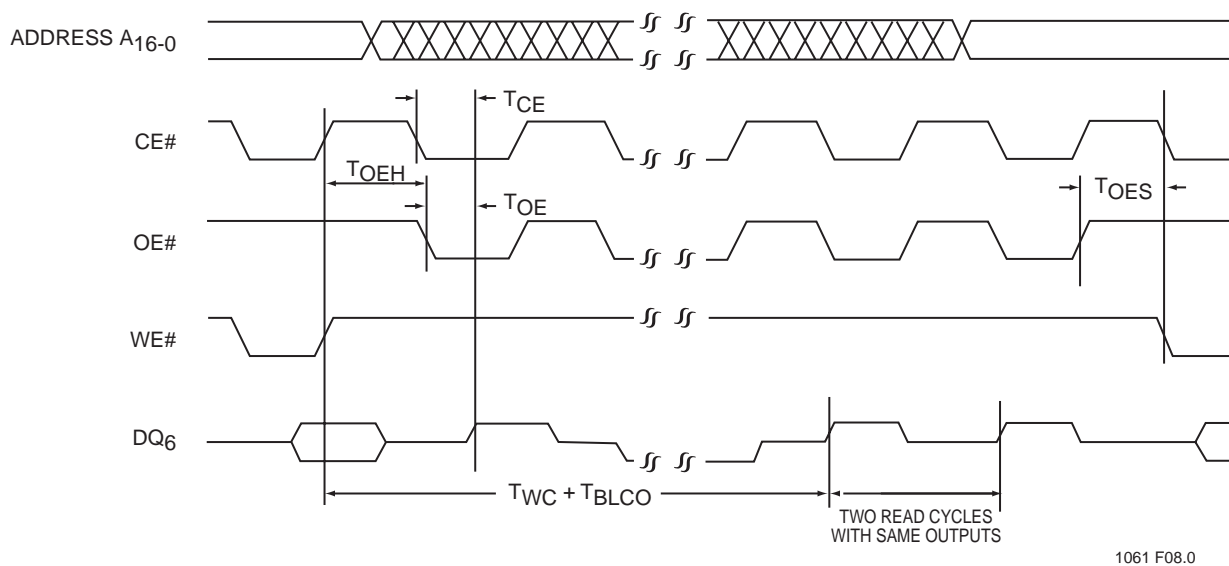 ADDRESS A16-0
TCE
CE#
TOEH
TOES
TOE
OE#
WE#
DQ6
TWC + TBLCO
TWO READ CYCLES
WITH SAME OUTPUTS
1061 F08.0